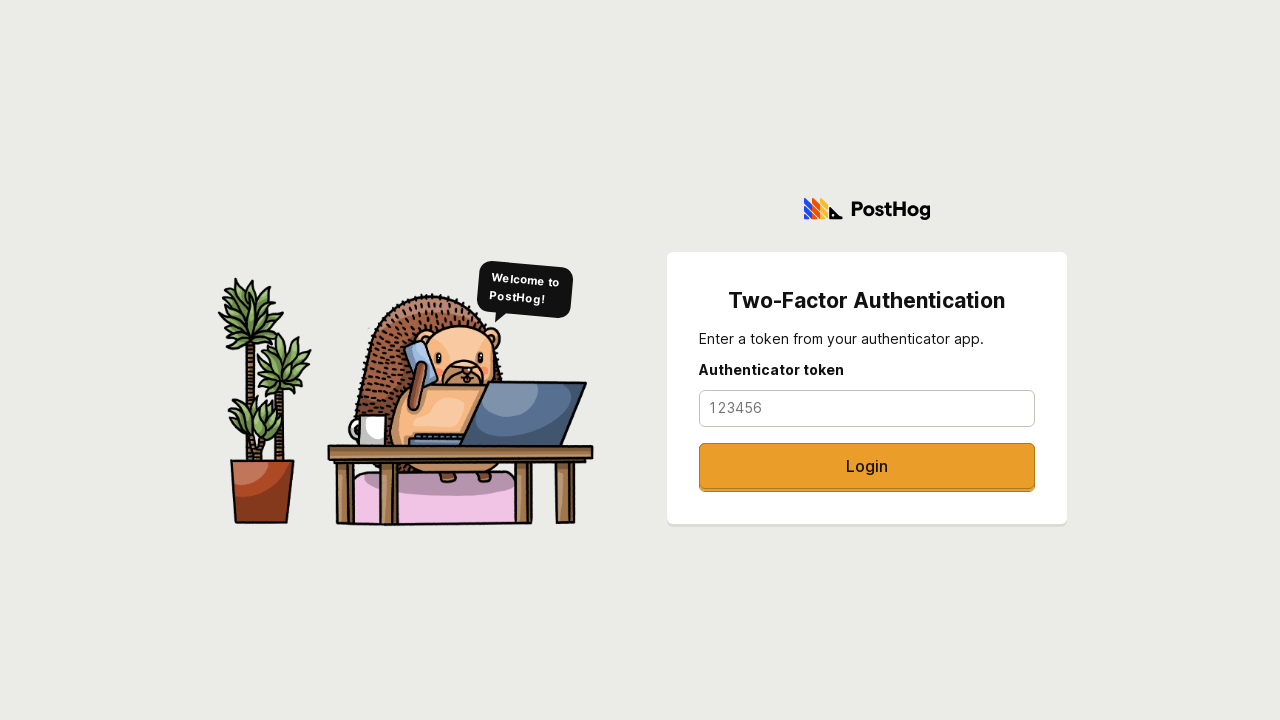 PostHog
Welcome to
PostHog!
Two-Factor Authentication
Enter a token from your authenticator app.
Authenticator token
123456
Login